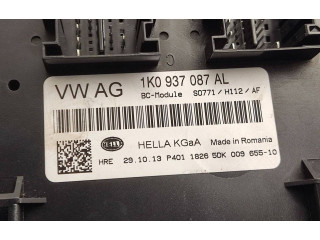 VW AG 1K0 937 087 AL
BC-Module S0771/H112/AF
HELLA KGaA Made in Romania
HRE 29.10.13 P401 1826 5DK 009 655-10